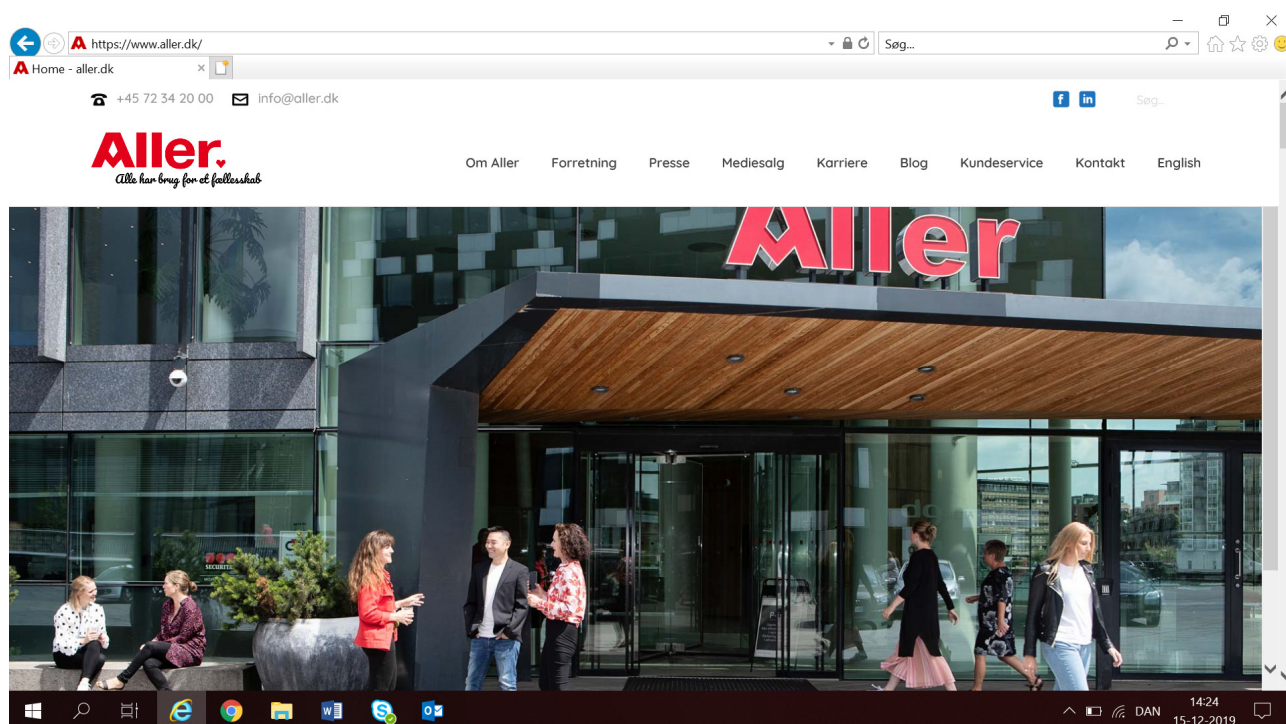 https://www.aller.dk/
Søg...
Home - aller.dk
+45 72 34 20 00 info@aller.dk
f in Søg...
Aller
Alle har brug for et fællesskab
Om Aller Forretning Presse Mediesalg Karriere Blog Kundeservice Kontakt English
Aller
SECURITAS
DAN 14:24
15-12-2019